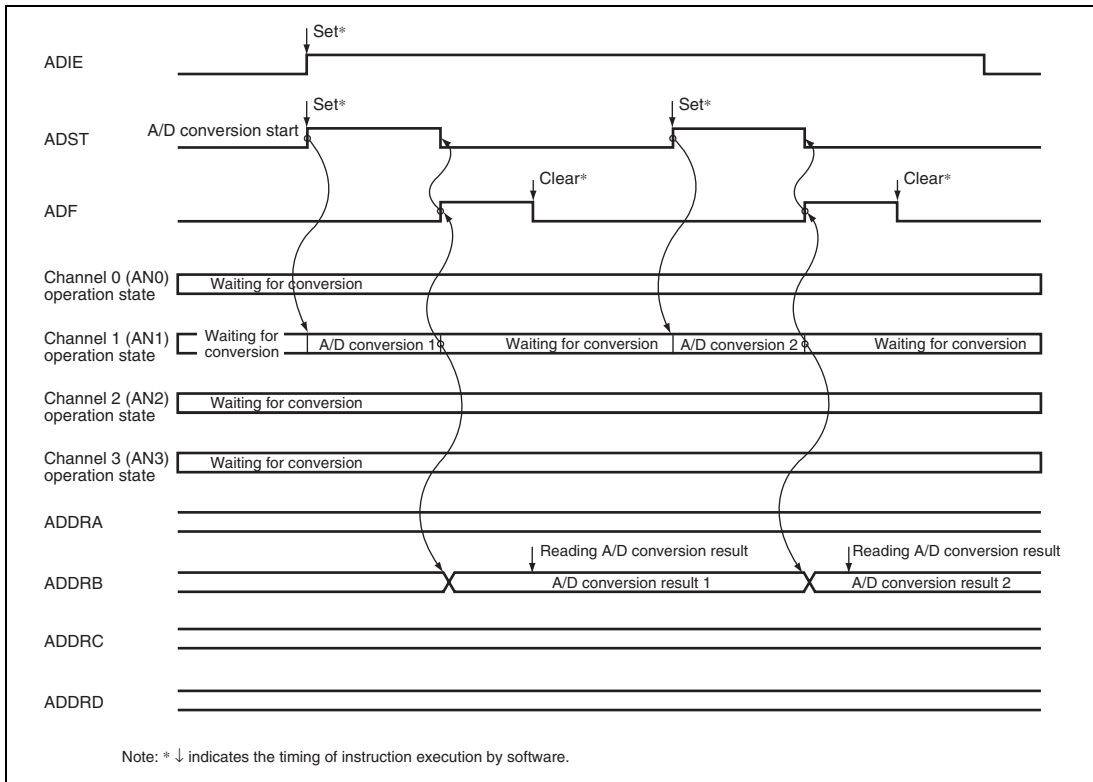 Set*
ADIE
Set*
Set*
A/D conversion start
ADST
Clear*
Clear*
ADF
Channel 0 (AN0)
operation state
Waiting for conversion
Channel 1 (AN1)
operation state
Waiting for
conversion
A/D conversion 1
Waiting for conversion
A/D conversion 2
Waiting for conversion
Channel 2 (AN2)
operation state
Waiting for conversion
Channel 3 (AN3)
operation state
Waiting for conversion
ADDRA
Reading A/D conversion result
Reading A/D conversion result
ADDRB
A/D conversion result 1
A/D conversion result 2
ADDRC
ADDRD
Note: * ↓ indicates the timing of instruction execution by software.